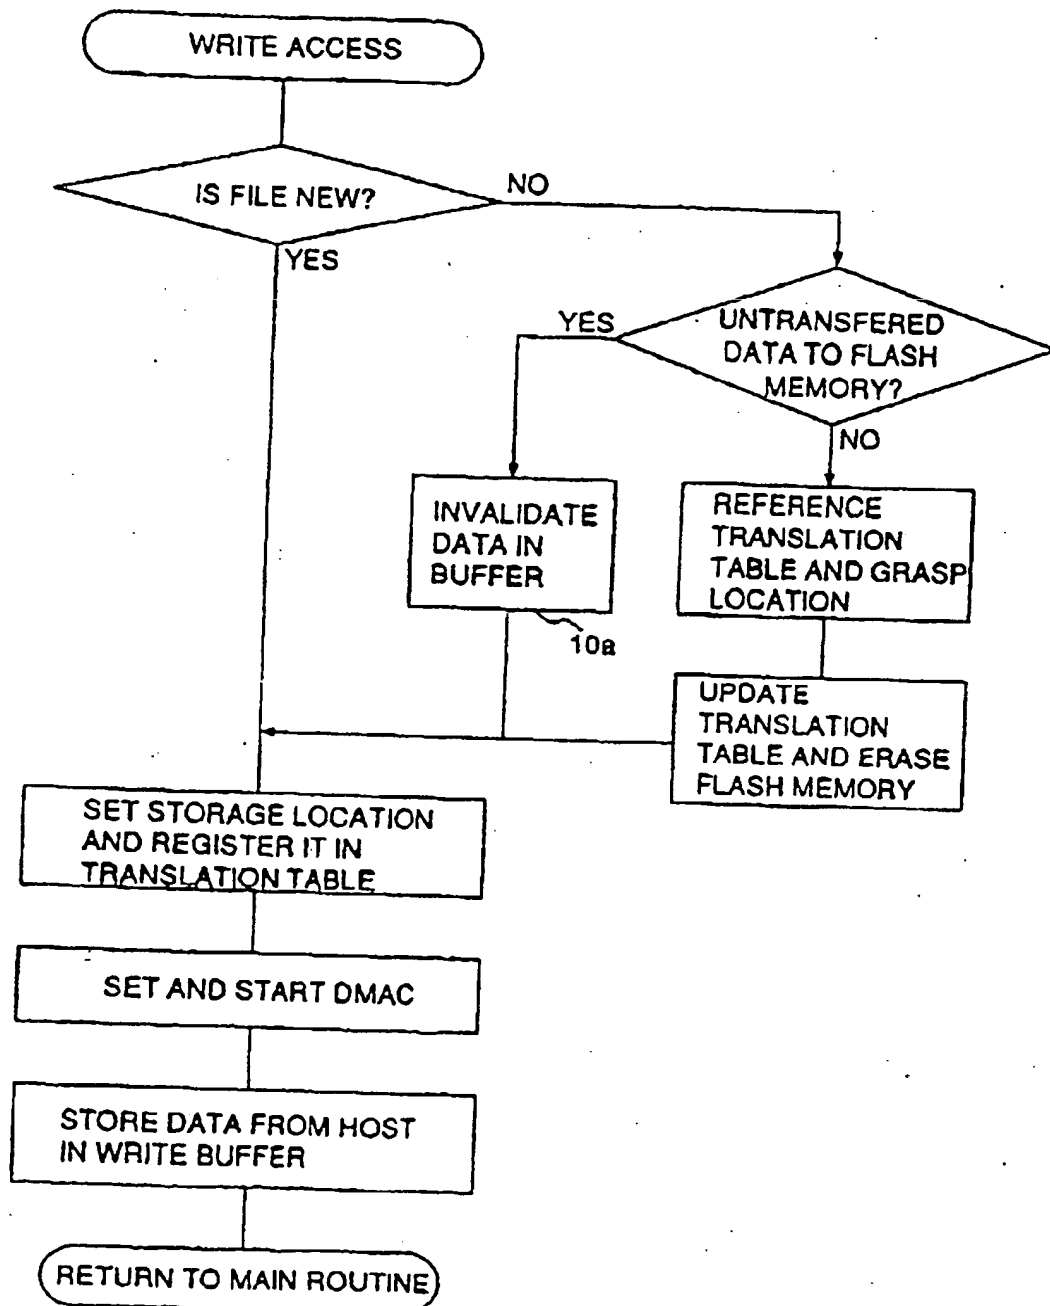 WRITE ACCESS
IS FILE NEW?
NO
YES
YES
UNTRANSFERED
DATA TO FLASH
MEMORY?
NO
INVALIDATE
DATA IN
BUFFER
10a
REFERENCE
TRANSLATION
TABLE AND GRASP
LOCATION
UPDATE
TRANSLATION
TABLE AND ERASE
FLASH MEMORY
SET STORAGE LOCATION
AND REGISTER IT IN
TRANSLATION TABLE
SET AND START DMAC
STORE DATA FROM HOST
IN WRITE BUFFER
RETURN TO MAIN ROUTINE